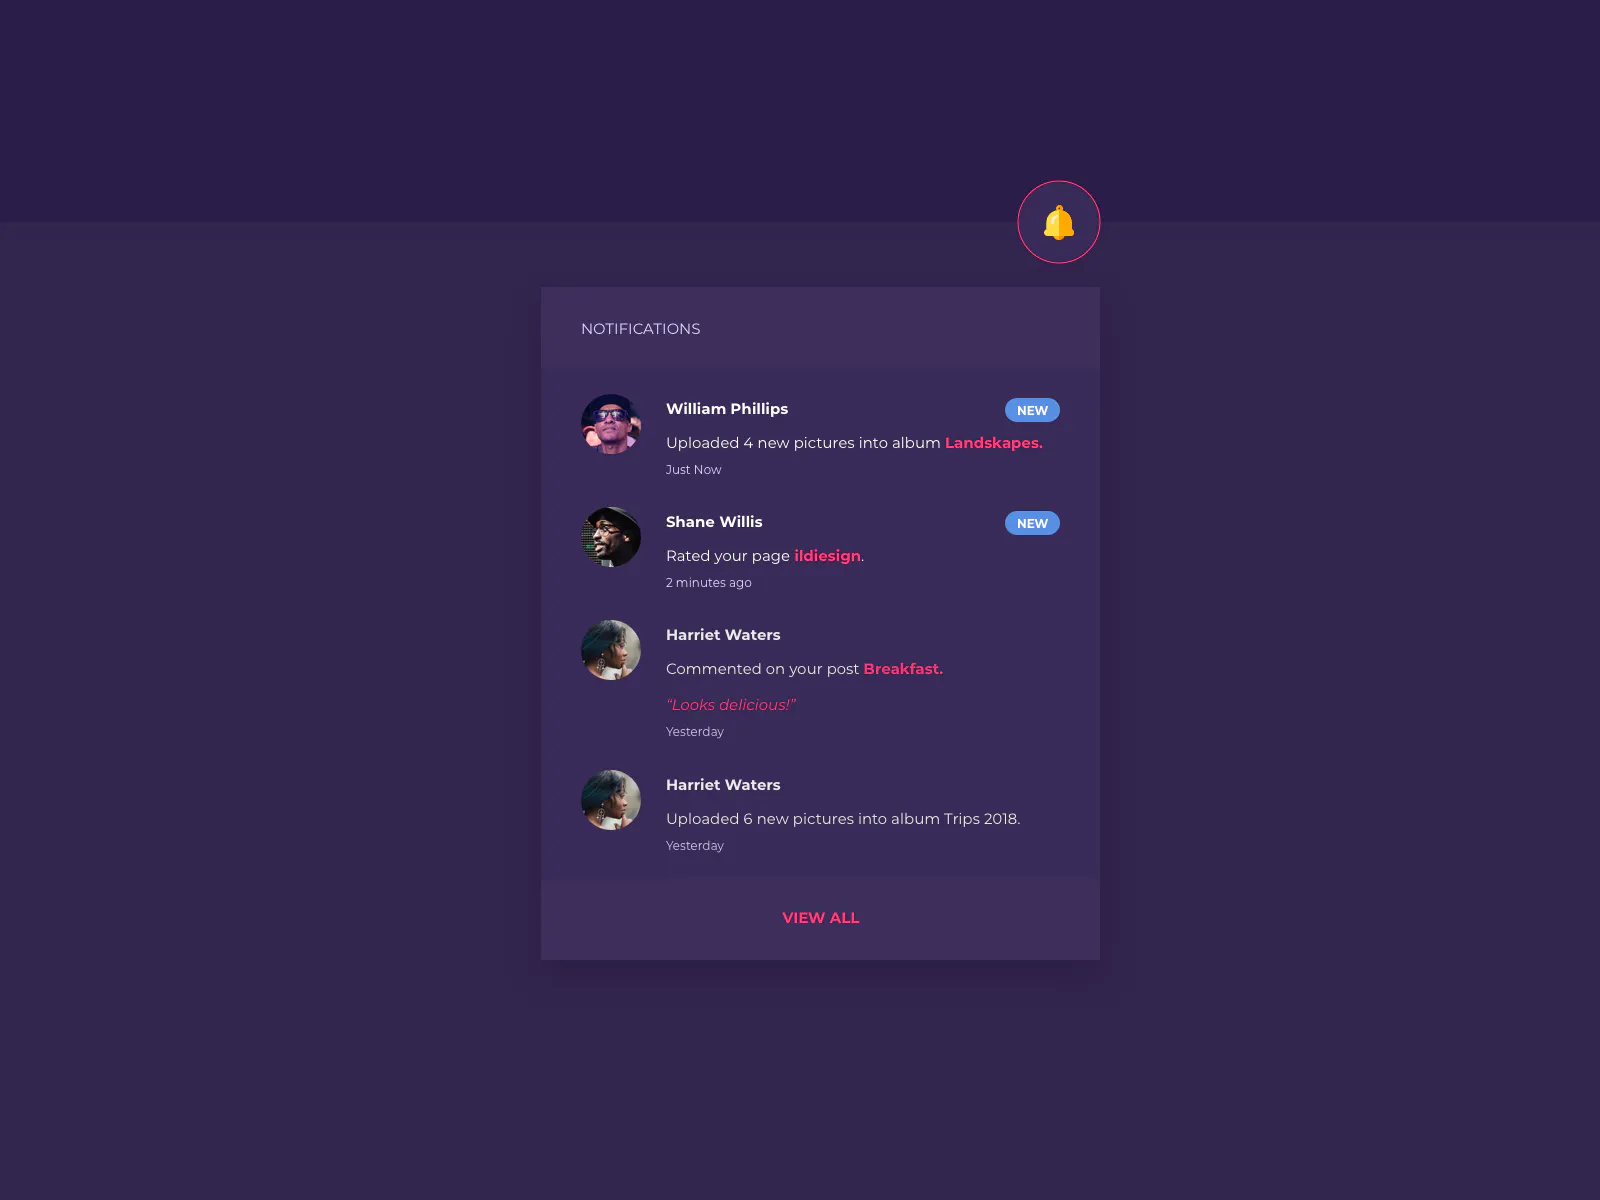 NOTIFICATIONS
William Phillips
NEW
Uploaded 4 new pictures into album Landskapes.
Just Now
Shane Willis
NEW
Rated your page ildiesign.
2 minutes ago
Harriet Waters
Commented on your post Breakfast.
“Looks delicious!”
Yesterday
Harriet Waters
Uploaded 6 new pictures into album Trips 2018.
Yesterday
VIEW ALL